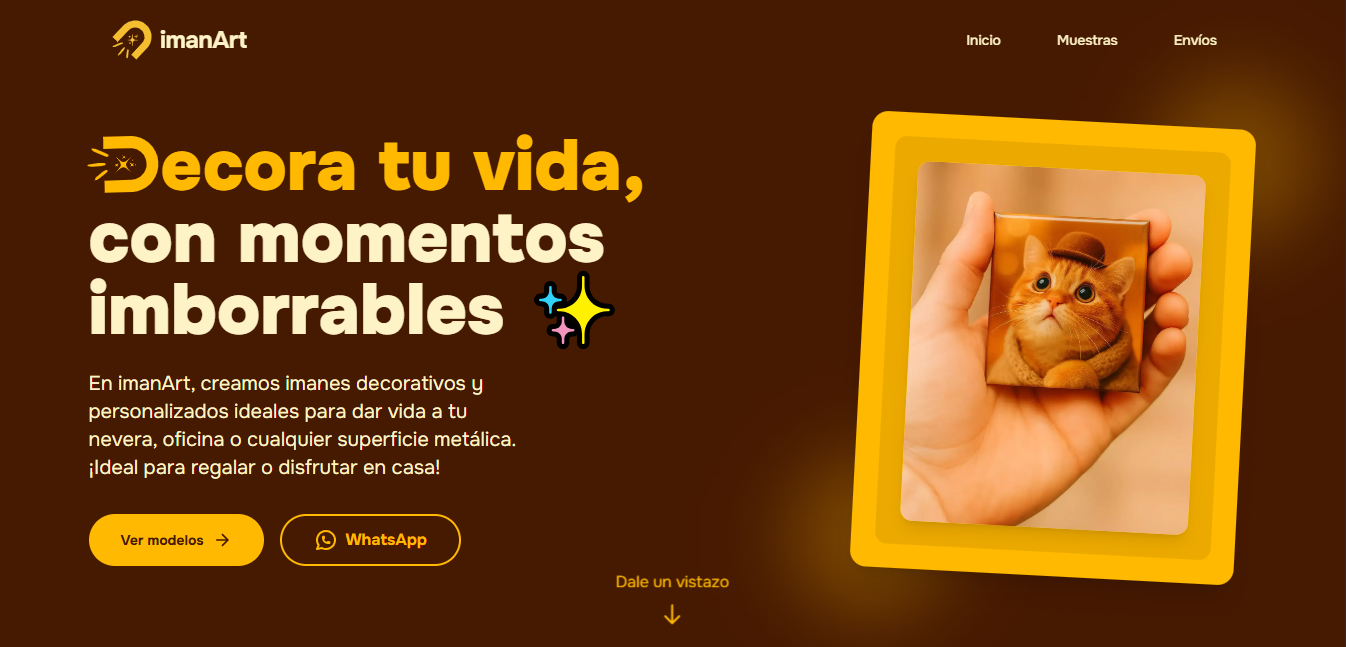 imanArt
Inicio
Muestras
Envíos
Decora tu vida,
con momentos
imborrables
En imanArt, creamos imanes decorativos y
personalizados ideales para dar vida a tu
nevera, oficina o cualquier superficie metálica.
¡Ideal para regalar o disfrutar en casa!
Ver modelos
WhatsApp
Dale un vistazo